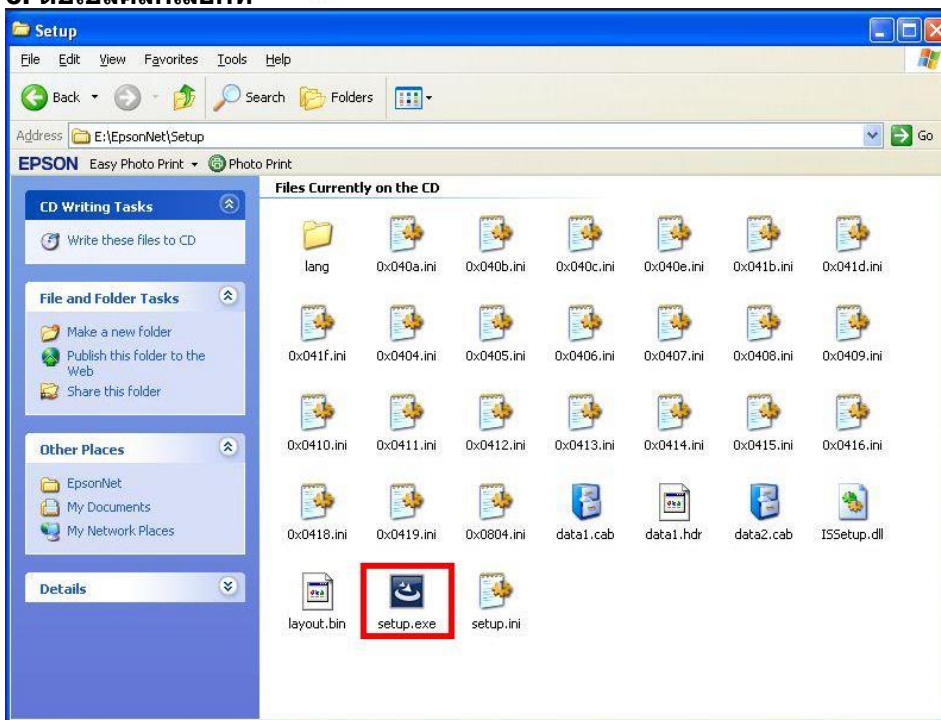 Setup
File Edit View Favorites Tools Help
Back Search Folders
Address E:\EpsonNet\Setup Go
EPSON Easy Photo Print Photo Print
Files Currently on the CD
CD Writing Tasks
Write these files to CD
File and Folder Tasks
Make a new folder
Publish this folder to the
Web
Share this folder
Other Places
EpsonNet
My Documents
My Network Places
Details
lang 0x040a.ini 0x040b.ini 0x040c.ini 0x040e.ini 0x041b.ini 0x041d.ini
0x041f.ini 0x0404.ini 0x0405.ini 0x0406.ini 0x0407.ini 0x0408.ini 0x0409.ini
0x0410.ini 0x0411.ini 0x0412.ini 0x0413.ini 0x0414.ini 0x0415.ini 0x0416.ini
0x0418.ini 0x0419.ini 0x0804.ini data1.cab data1.hdr data2.cab ISSetup.dll
layout.bin setup.exe setup.ini